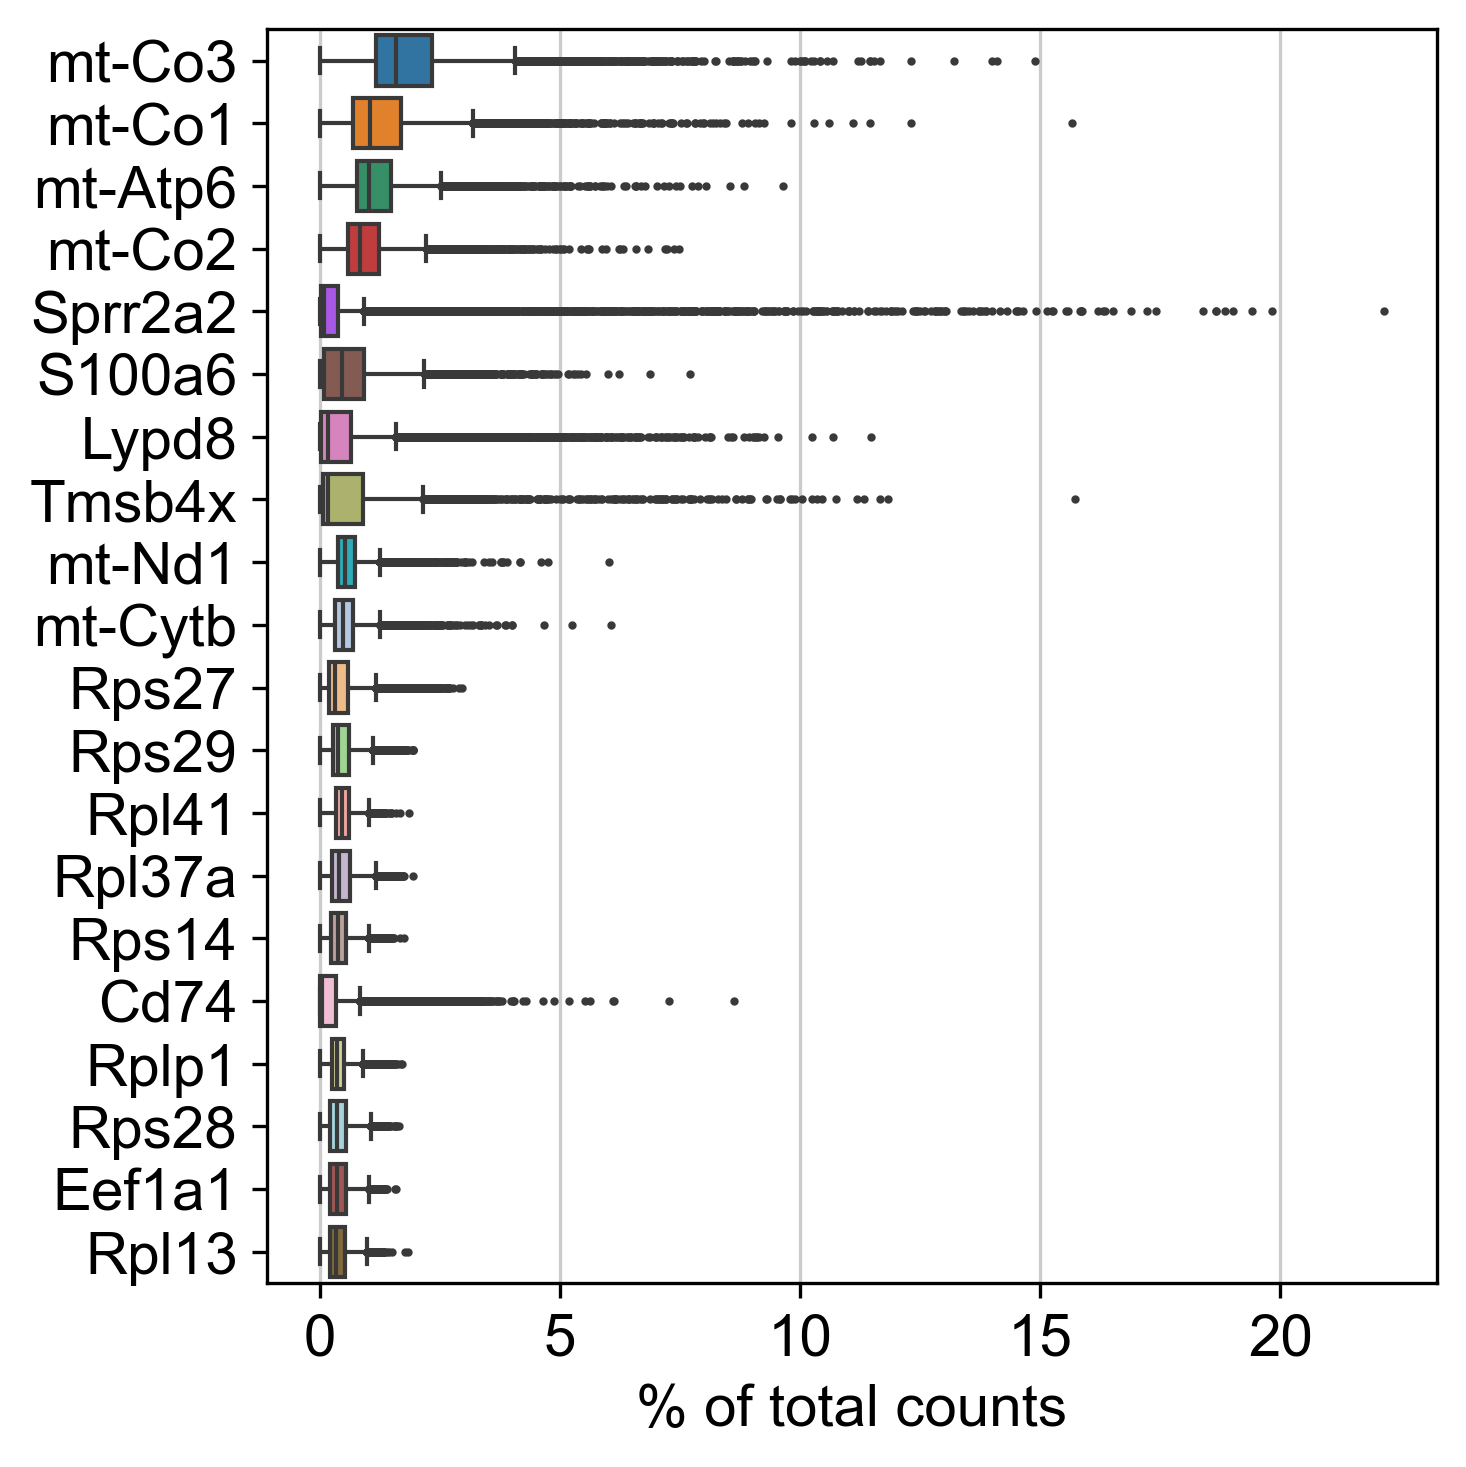 mt-Co3
mt-Co1
mt-Atp6
mt-Co2
Sprr2a2
S100a6
Lypd8
Tmsb4x
mt-Nd1
mt-Cytb
Rps27
Rps29
Rpl41
Rpl37a
Rps14
Cd74
Rplp1
Rps28
Eef1a1
Rpl13
0 5 10 15 20
% of total counts